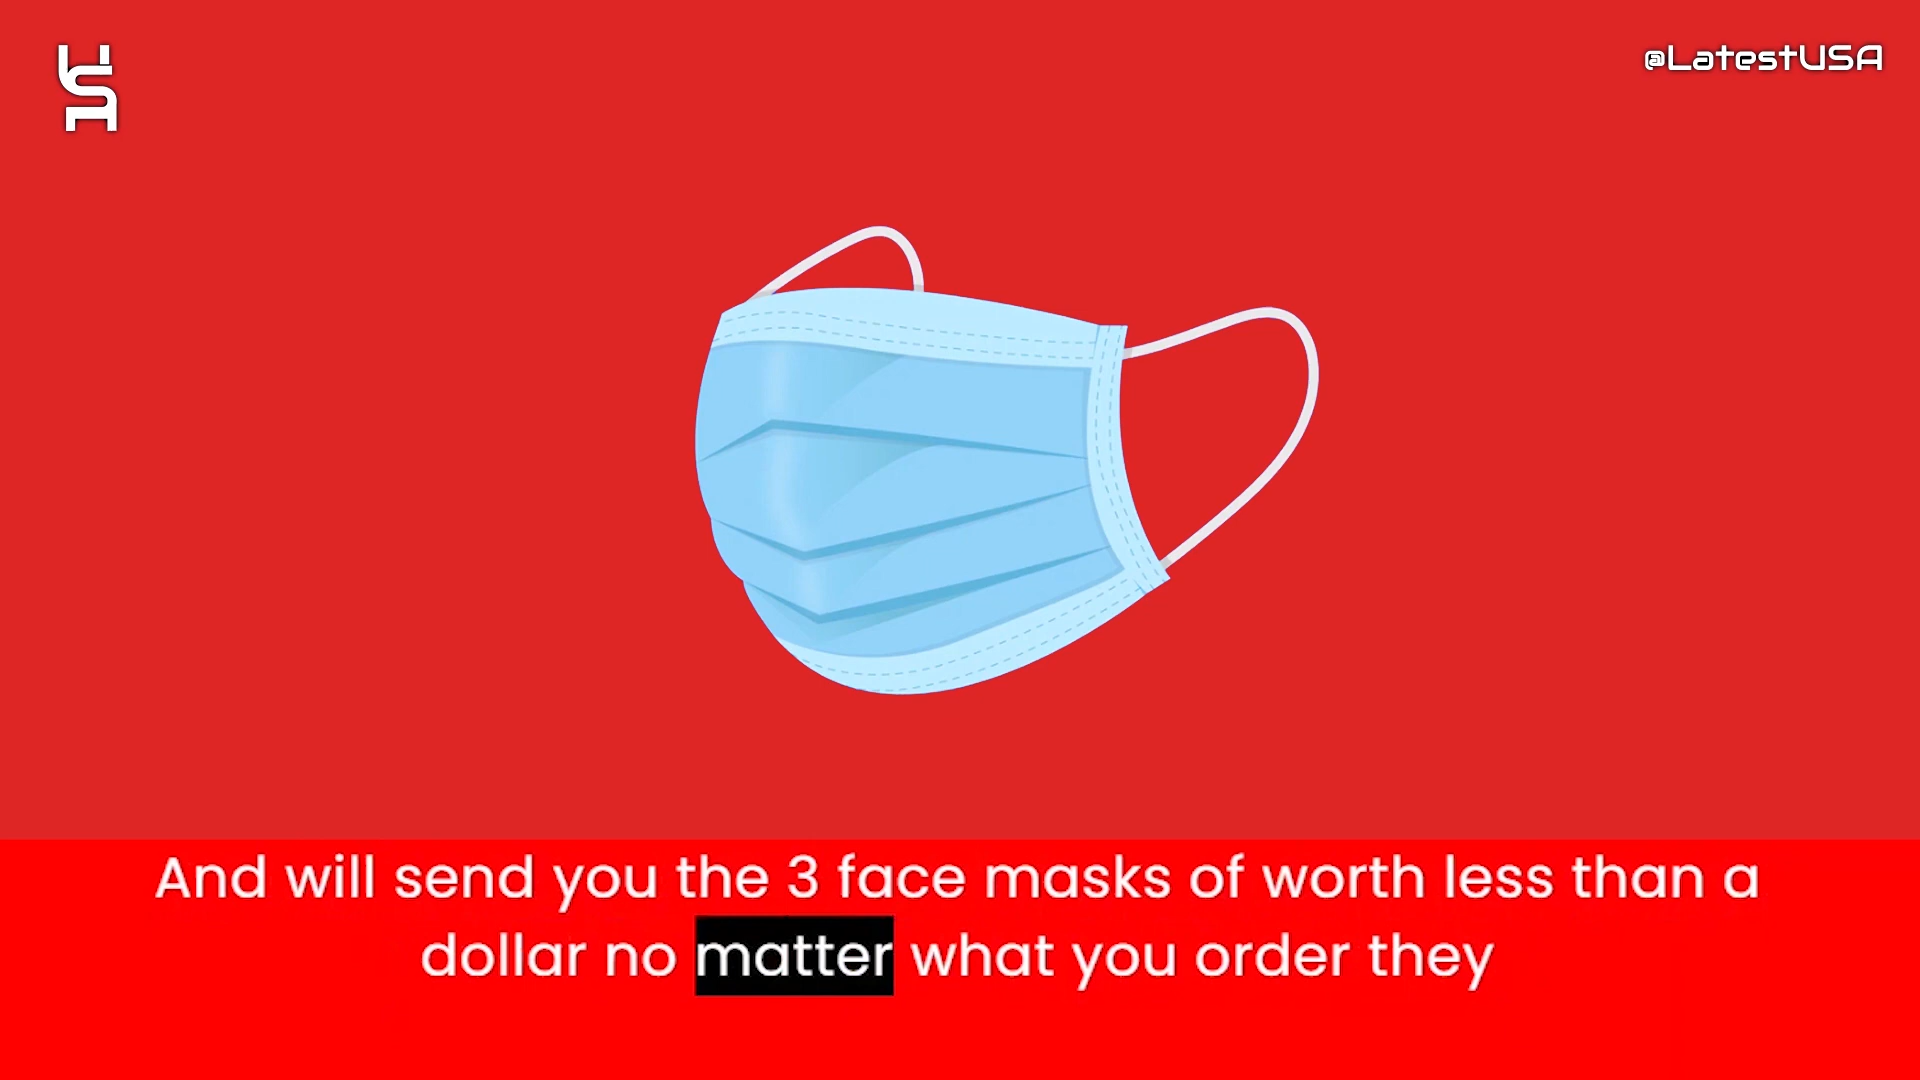 USA
@LatestUSA
And will send you the 3 face masks of worth less than a
dollar no matter what you order they